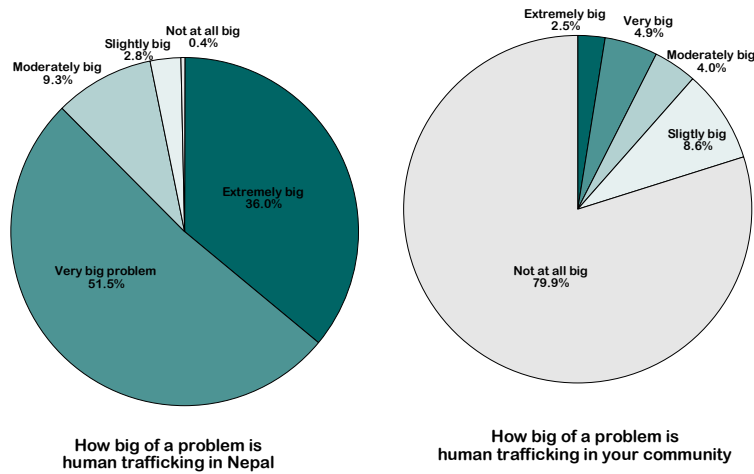 Not at all big
0.4%
Slightly big
2.8%
Moderately big
9.3%
Extremely big
36.0%
Very big problem
51.5%
How big of a problem is
human trafficking in Nepal
Extremely big
2.5%
Very big
4.9%
Moderately big
4.0%
Sligtly big
8.6%
Not at all big
79.9%
How big of a problem is
human trafficking in your community